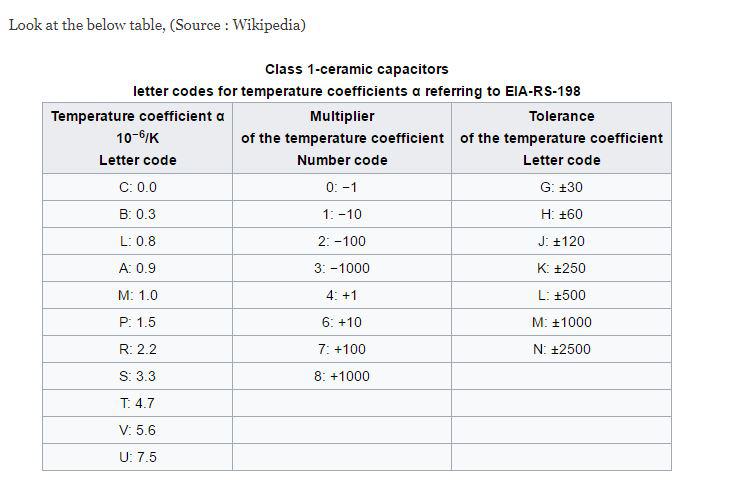 Look at the below table, (Source : Wikipedia)
Class 1-ceramic capacitors
letter codes for temperature coefficients α referring to EIA-RS-198
Temperature coefficient α Multiplier Tolerance
10−6/K of the temperature coefficient of the temperature coefficient
Letter code Number code Letter code
C: 0.0 0: −1 G: ±30
B: 0.3 1: −10 H: ±60
L: 0.8 2: −100 J: ±120
A: 0.9 3: −1000 K: ±250
M: 1.0 4: +1 L: ±500
P: 1.5 6: +10 M: ±1000
R: 2.2 7: +100 N: ±2500
S: 3.3 8: +1000
T: 4.7
V: 5.6
U: 7.5